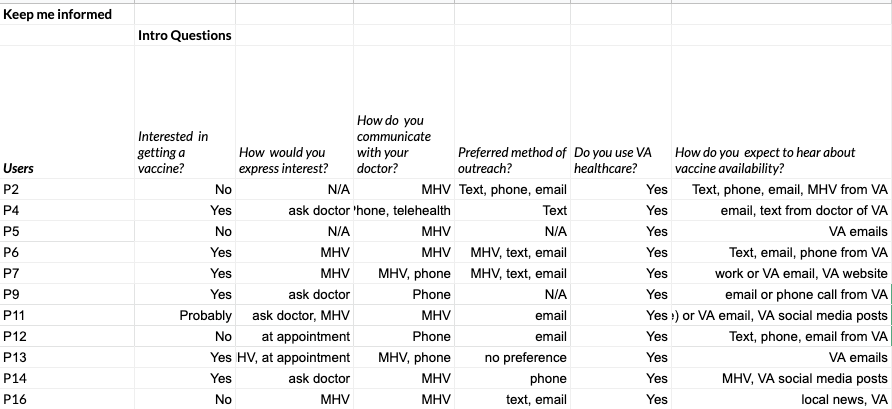 Keep me informed
Intro Questions
Users Interested in getting a vaccine? How would you express interest? How do you communicate with your doctor? Preferred method of outreach? Do you use VA healthcare? How do you expect to hear about vaccine availability?
P2 No N/A MHV Text, phone, email Yes Text, phone, email, MHV from VA
P4 Yes ask doctor hone, telehealth Text Yes email, text from doctor of VA
P5 No N/A MHV N/A Yes VA emails
P6 Yes MHV MHV MHV, text, email Yes Text, email, phone from VA
P7 Yes MHV MHV, phone MHV, text, email Yes work or VA email, VA website
P9 Yes ask doctor Phone N/A Yes email or phone call from VA
P11 Probably ask doctor, MHV MHV email Yes ) or VA email, VA social media posts
P12 No at appointment Phone email Yes Text, phone, email from VA
P13 Yes HV, at appointment MHV, phone no preference Yes VA emails
P14 Yes ask doctor MHV phone Yes MHV, VA social media posts
P16 No MHV MHV text, email Yes local news, VA